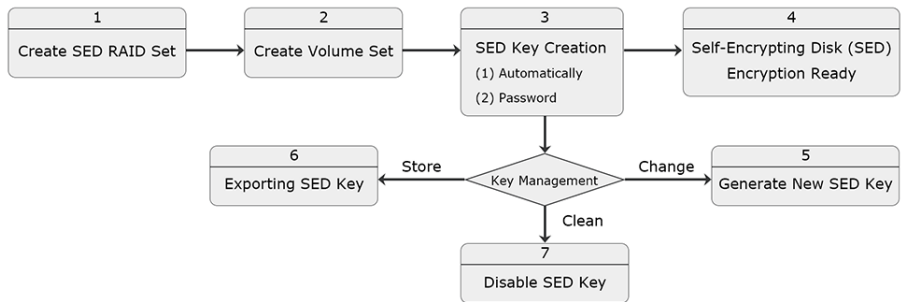 1
Create SED RAID Set
2
Create Volume Set
3
SED Key Creation
(1) Automatically
(2) Password
4
Self-Encrypting Disk (SED)
Encryption Ready
6
Exporting SED Key
Store
Key Management
Change
5
Generate New SED Key
Clean
7
Disable SED Key